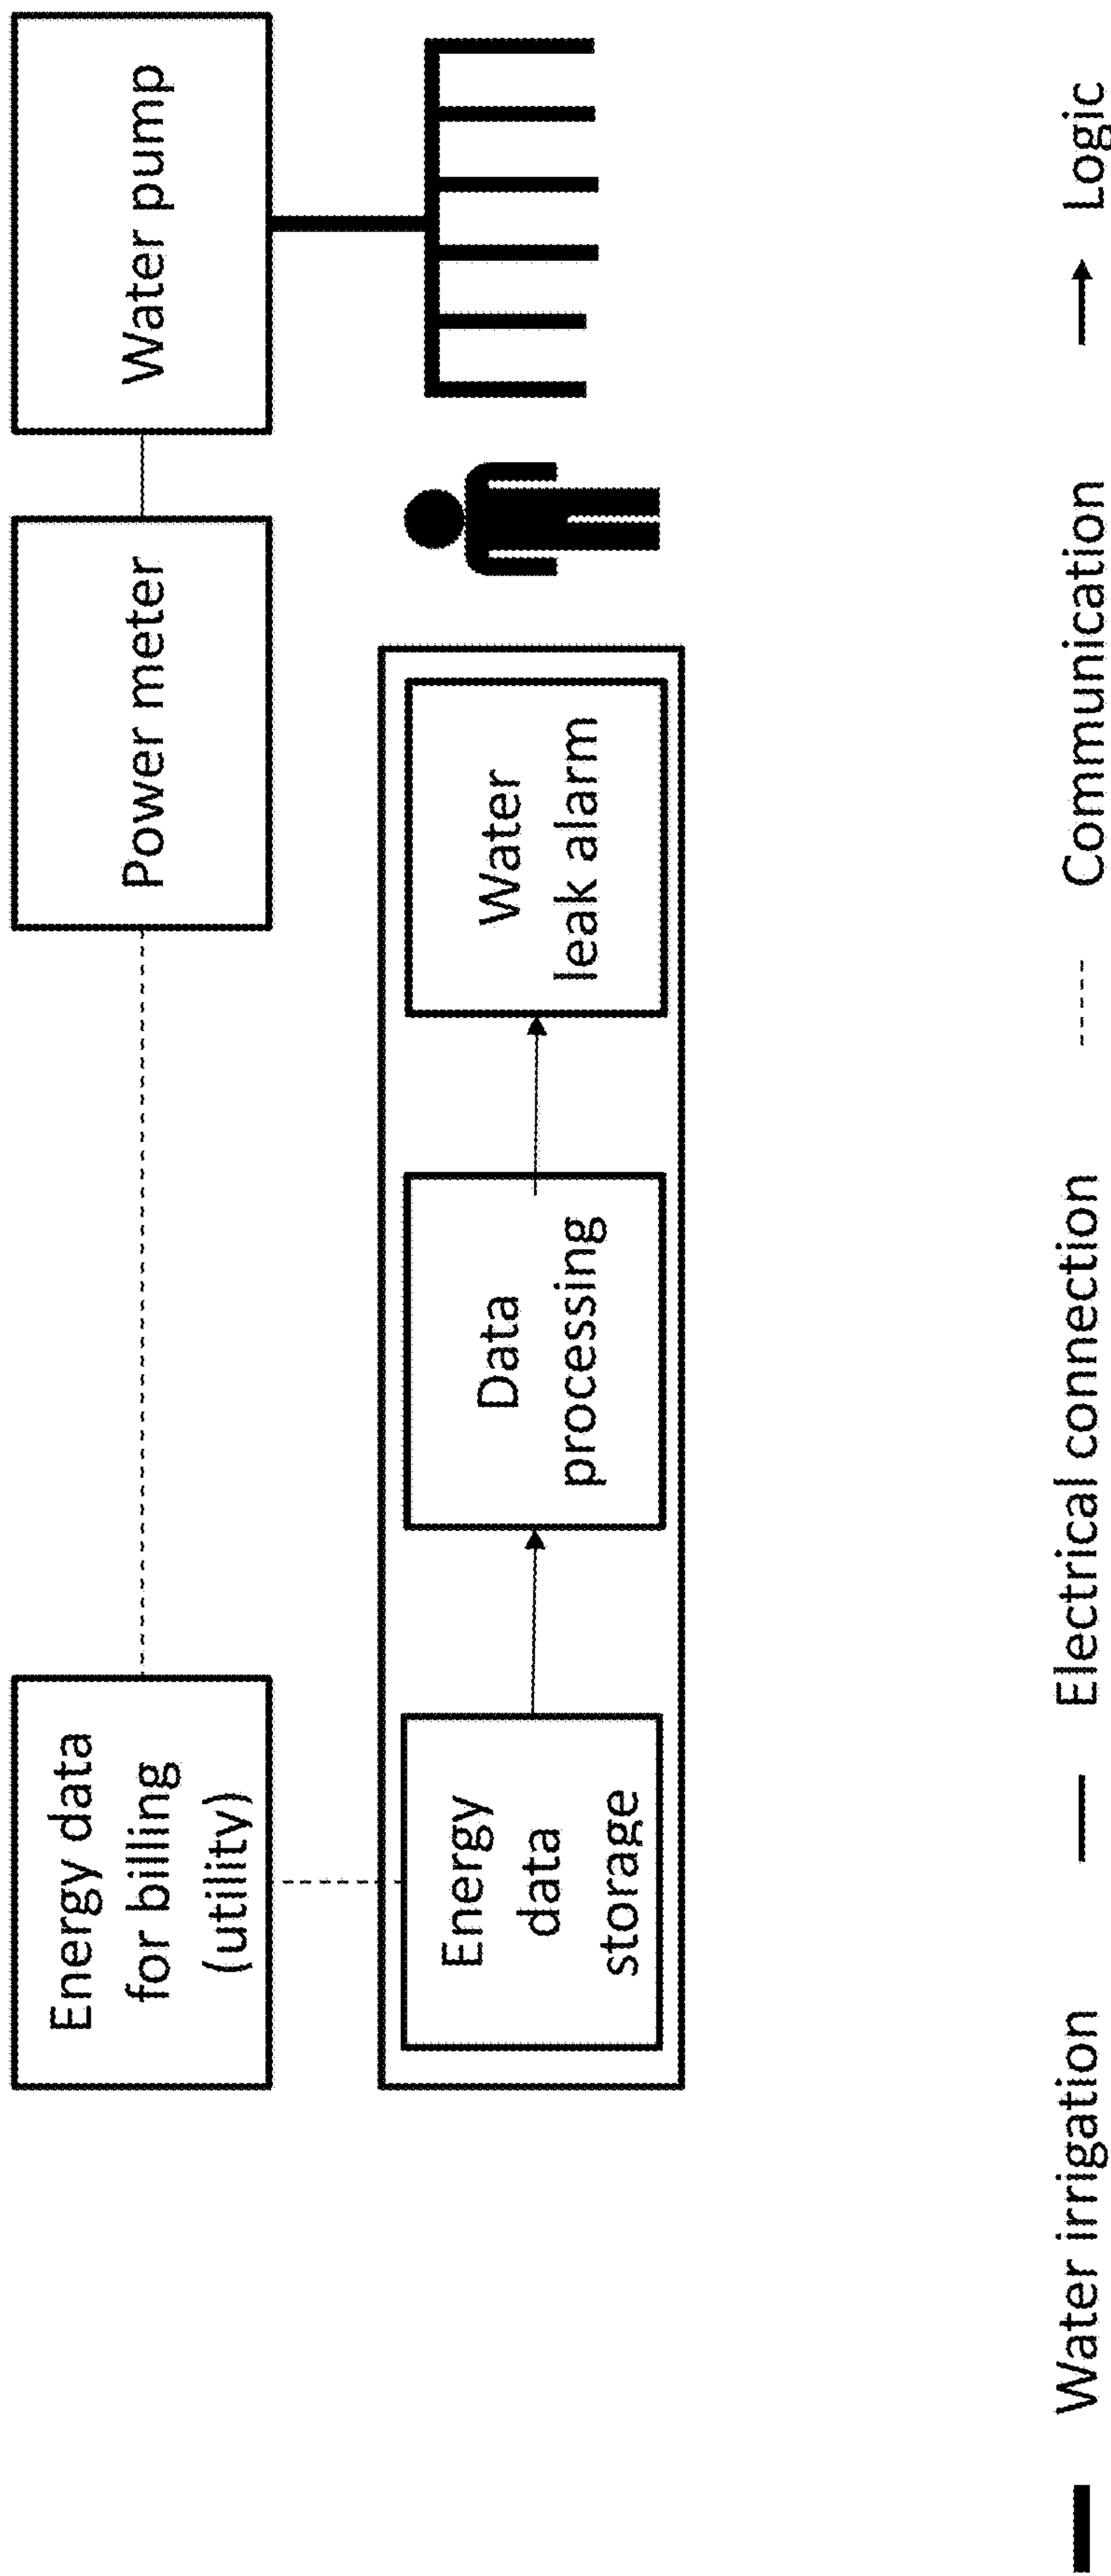 Energy data
for billing
(utility)
Power meter
Water pump
Energy
data
storage
Data
processing
Water
leak alarm
Water irrigation
Electrical connection
Communication
Logic